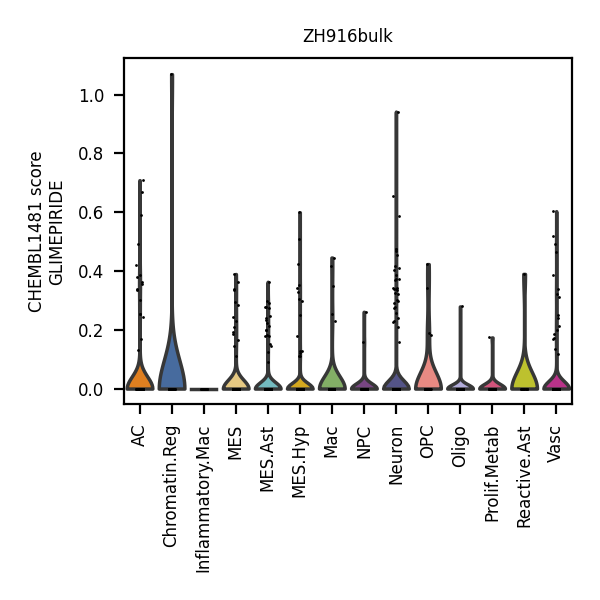 ZH916bulk
CHEMBL1481 score
GLIMEPIRIDE
1.0
0.8
0.6
0.4
0.2
0.0
AC
Chromatin.Reg
Inflammatory.Mac
MES
MES.Ast
MES.Hyp
Mac
NPC
Neuron
OPC
Oligo
Prolif.Metab
Reactive.Ast
Vasc